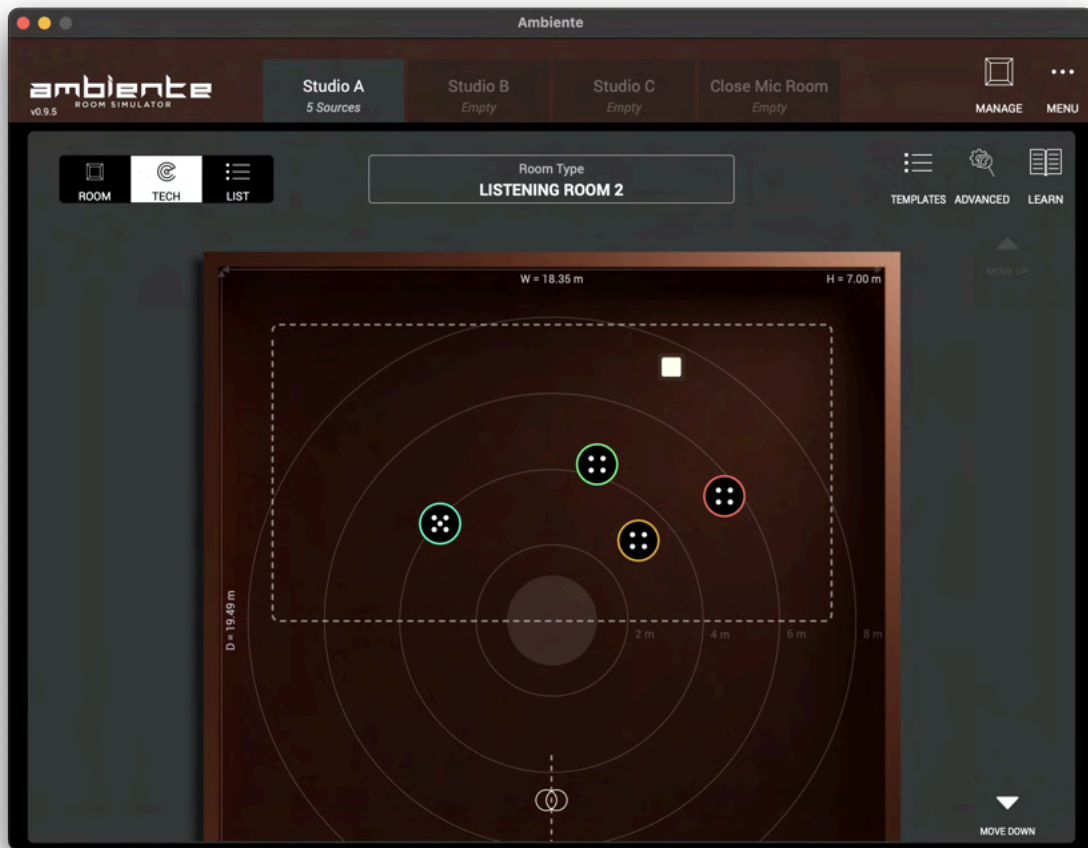 Ambiente
ambiente
ROOM SIMULATOR
v0.9.5
Studio A
5 Sources
Studio B
Empty
Studio C
Empty
Close Mic Room
Empty
MANAGE
MENU
ROOM
TECH
LIST
Room Type
LISTENING ROOM 2
TEMPLATES
ADVANCED
LEARN
MOVE UP
W = 18.35 m
H = 7.00 m
D = 19.49 m
2 m
4 m
6 m
8 m
MOVE DOWN